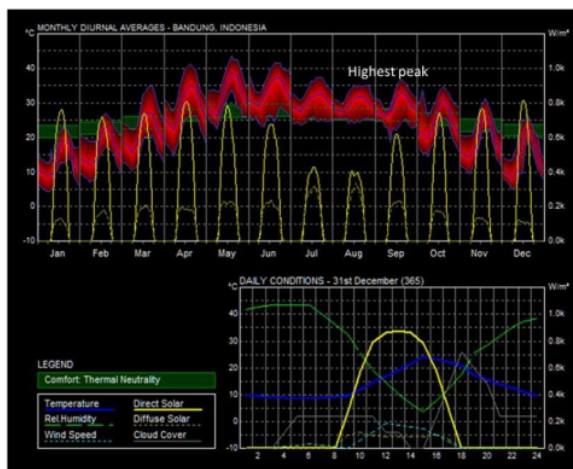 MONTHLY DIURNAL AVERAGES - BANDUNG, INDONESIA
°C W/m²
Highest peak
40 1.0k
30 0.8k
20 0.6k
10 0.4k
0 0.2k
-10 0.0k
Jan Feb Mar Apr May Jun Jul Aug Sep Oct Nov Dec
DAILY CONDITIONS - 31st December (365)
°C W/m²
40 1.0k
30 0.8k
20 0.6k
10 0.4k
0 0.2k
-10 0.0k
2 4 6 8 10 12 14 16 18 20 22 24
LEGEND
Comfort: Thermal Neutrality
Temperature Direct Solar
Rel.Humidity Diffuse Solar
Wind Speed Cloud Cover